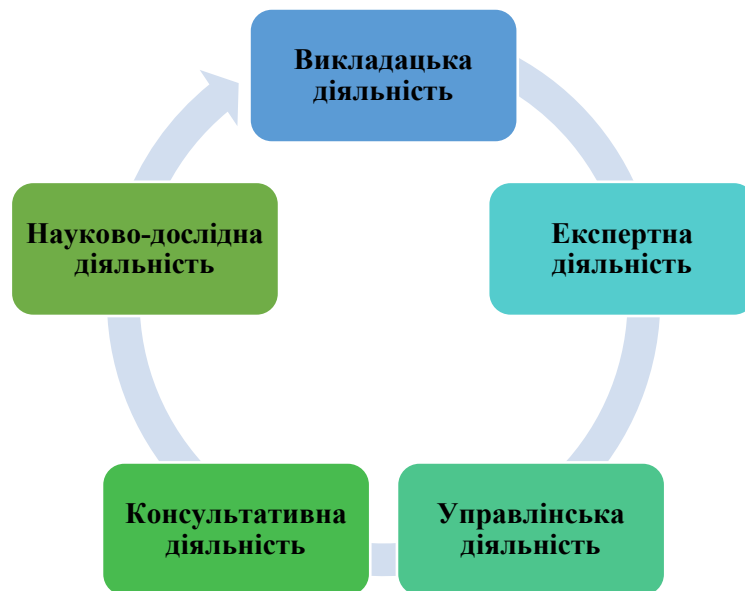 Викладацька
діяльність
Експертна
діяльність
Управлінська
діяльність
Консультативна
діяльність
Науково-дослідна
діяльність